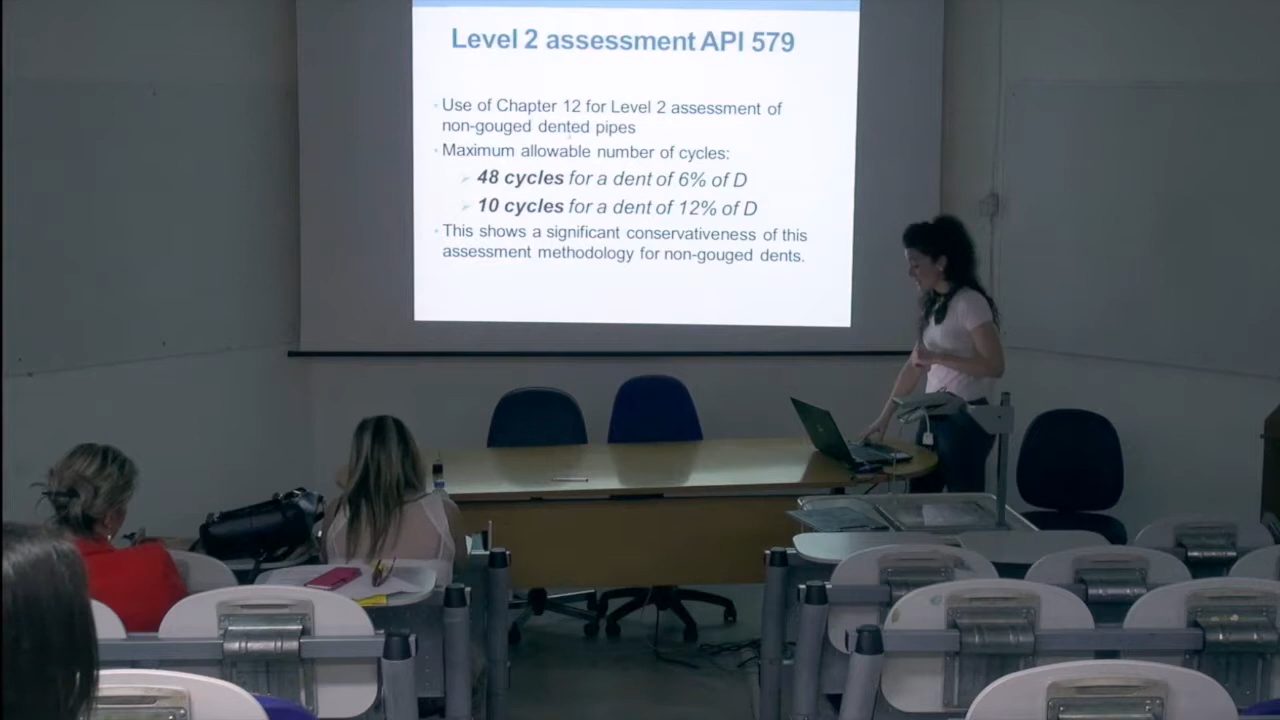 Level 2 assessment API 579
Use of Chapter 12 for Level 2 assessment of
non-gouged dented pipes
Maximum allowable number of cycles:
48 cycles for a dent of 6% of D
10 cycles for a dent of 12% of D
This shows a significant conservativeness of this
assessment methodology for non-gouged dents.